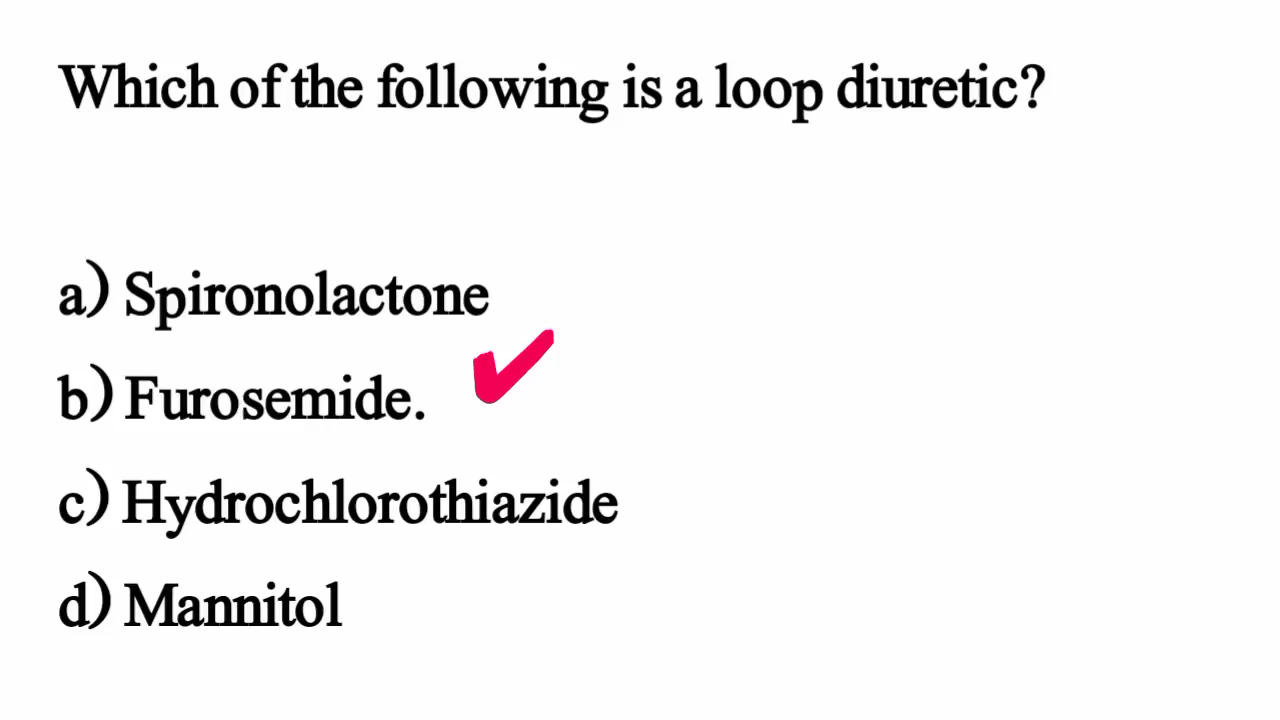 Which of the following is a loop diuretic?
a) Spironolactone
b) Furosemide.
c) Hydrochlorothiazide
d) Mannitol